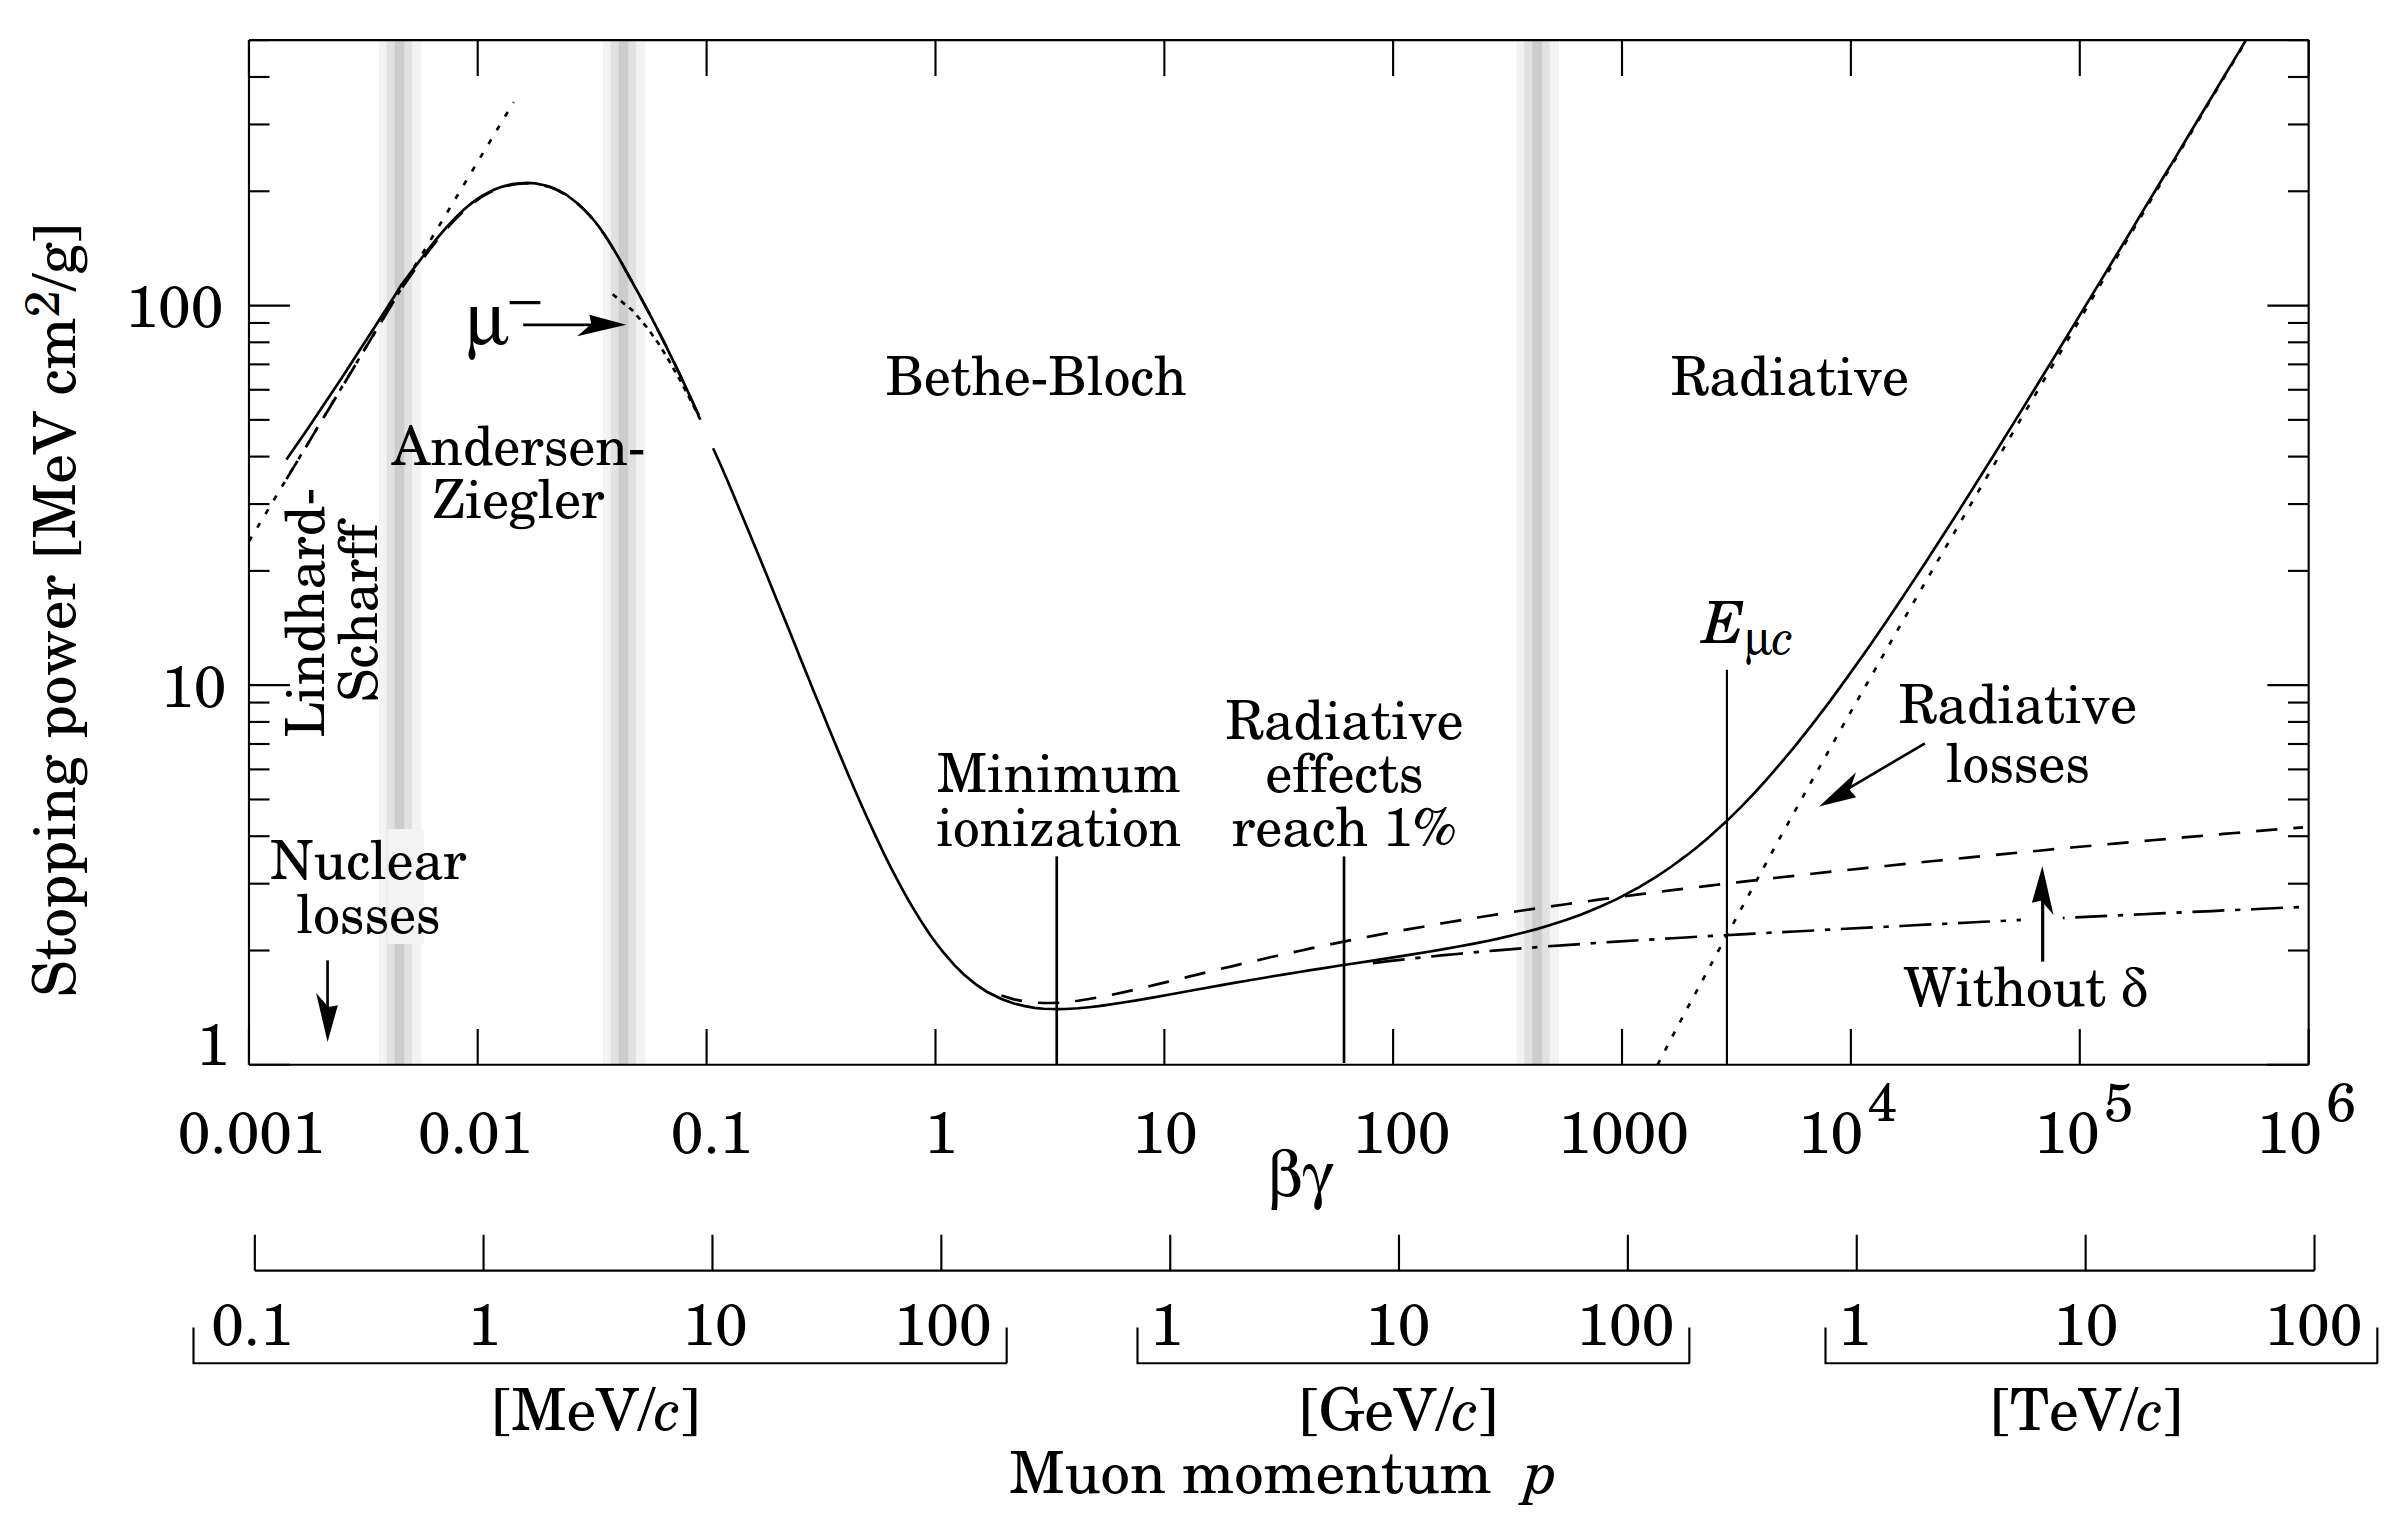 Stopping power [MeV cm²/g]
100
10
1
μ⁻
Bethe-Bloch
Radiative
Andersen-
Ziegler
Lindhard-
Scharff
Eμc
Radiative
losses
Radiative
effects
reach 1%
Minimum
ionization
Nuclear
losses
Without δ
0.001 0.01 0.1 1 10 100 1000 10⁴ 10⁵ 10⁶
βγ
0.1 1 10 100 1 10 100 1 10 100
[MeV/c] [GeV/c] [TeV/c]
Muon momentum p